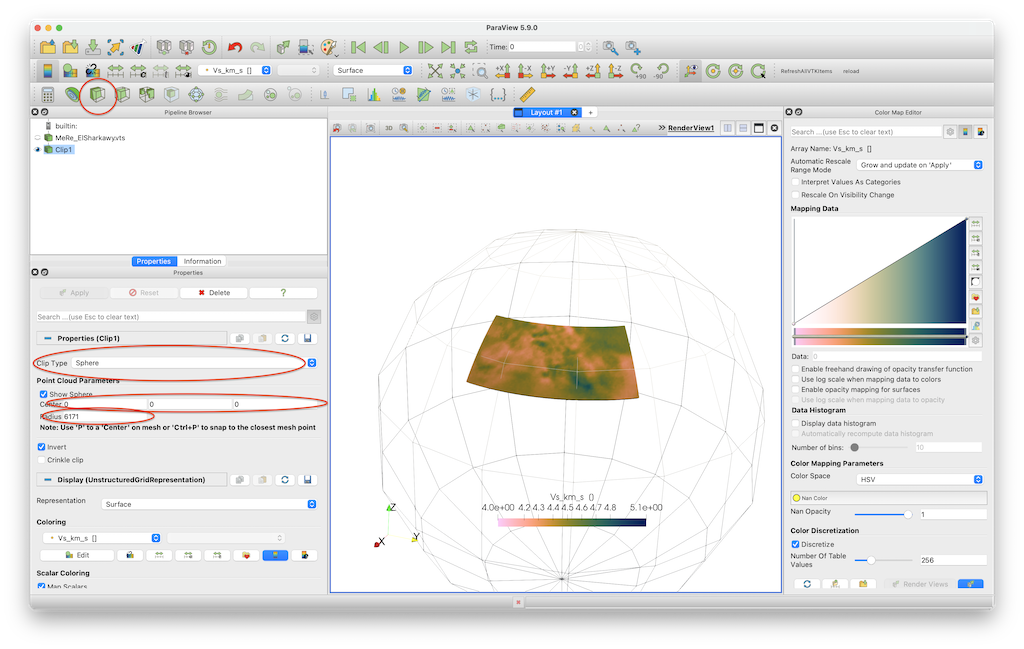 ParaView 5.9.0
Time: 0
Vs_km_s []
Surface
+X
-X
+Y
-Y
+Z
-Z
+90
-90
RefreshAllVTKItems
reload
Pipeline Browser
builtin:
MeRe_ElSharkawy.vts
Clip1
Properties
Information
Properties
Apply
Reset
Delete
?
Search ...(use Esc to clear text)
Properties (Clip1)
Clip Type
Sphere
Point Cloud Parameters
Show Sphere
Center 0
0
0
Radius 6171
Note: Use 'P' to a 'Center' on mesh or 'Ctrl+P' to snap to the closest mesh point
Invert
Crinkle clip
Display (UnstructuredGridRepresentation)
Representation
Surface
Coloring
Vs_km_s []
Edit
Scalar Coloring
Map Scalars
Layout #1
+
3D
RenderView1
Vs_km_s ()
4.0e+00 4.2 4.3 4.4 4.5 4.6 4.7 4.8 5.1e+00
Z
Y
X
Color Map Editor
Search ...(use Esc to clear text)
Array Name: Vs_km_s []
Automatic Rescale
Range Mode
Grow and update on 'Apply'
Interpret Values As Categories
Rescale On Visibility Change
Mapping Data
Data: 0
Enable freehand drawing of opacity transfer function
Use log scale when mapping data to colors
Enable opacity mapping for surfaces
Use log scale when mapping data to opacity
Data Histogram
Display data histogram
Automatically recompute data histogram
Number of bins:
10
Color Mapping Parameters
Color Space
HSV
Nan Color
Nan Opacity
1
Color Discretization
Discretize
Number Of Table
Values
256
Render Views